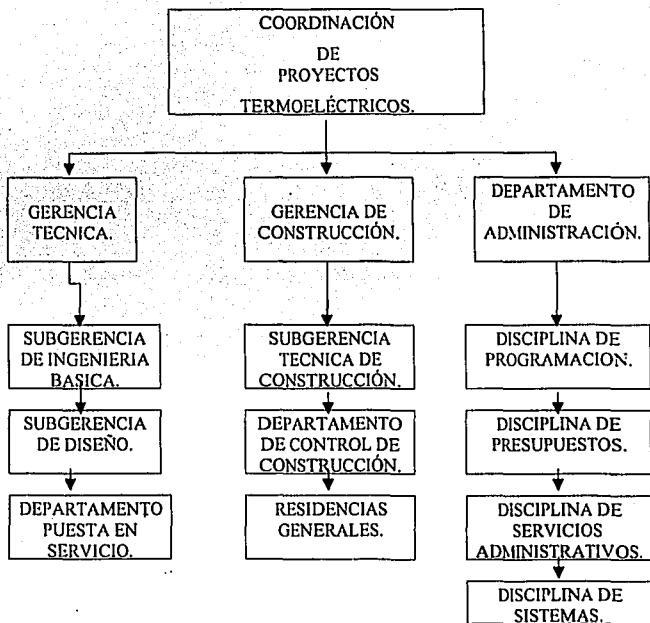 COORDINACIÓN
DE
PROYECTOS
TERMOELÉCTRICOS.
GERENCIA
TECNICA.
GERENCIA DE
CONSTRUCCIÓN.
DEPARTAMENTO
DE
ADMINISTRACIÓN.
SUBGERENCIA
DE INGENIERIA
BASICA.
SUBGERENCIA
TECNICA DE
CONSTRUCCIÓN.
DISCIPLINA DE
PROGRAMACION.
SUBGERENCIA
DE DISEÑO.
DEPARTAMENTO
DE CONTROL DE
CONSTRUCCIÓN.
DISCIPLINA DE
PRESUPUESTOS.
DEPARTAMENTO
PUESTA EN
SERVICIO.
RESIDENCIAS
GENERALES.
DISCIPLINA DE
SERVICIOS
ADMINISTRATIVOS.
DISCIPLINA DE
SISTEMAS.